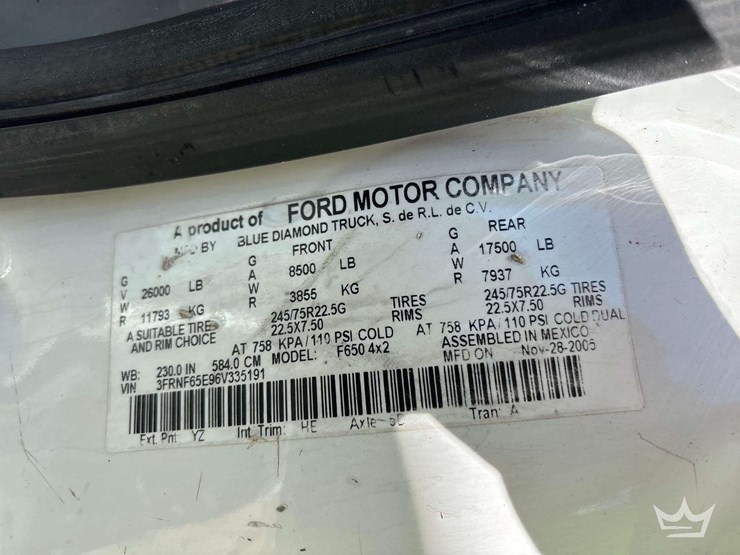 A product of FORD MOTOR COMPANY
BY BLUE DIAMOND TRUCK, S. de R.L. de C.V.
G FRONT G REAR
G A 8500 LB A 17500 LB
V 26000 LB W W
W R 3855 KG R 7937 KG
R 11793 KG 245/75R22.5G TIRES 245/75R22.5G TIRES
A SUITABLE TIRE 22.5X7.50 RIMS 22.5X7.50 RIMS
AND RIM CHOICE AT 758 KPA/110 PSI COLD AT 758 KPA/110 PSI COLD DUAL
WB: 230.0 IN 584.0 CM MODEL: F650 4x2 ASSEMBLED IN MEXICO
VIN 3FRNF65E96V335191 MFD ON Nov-28-2005
Ext. Pnt YZ Int Trim: HE Axle Tran: A